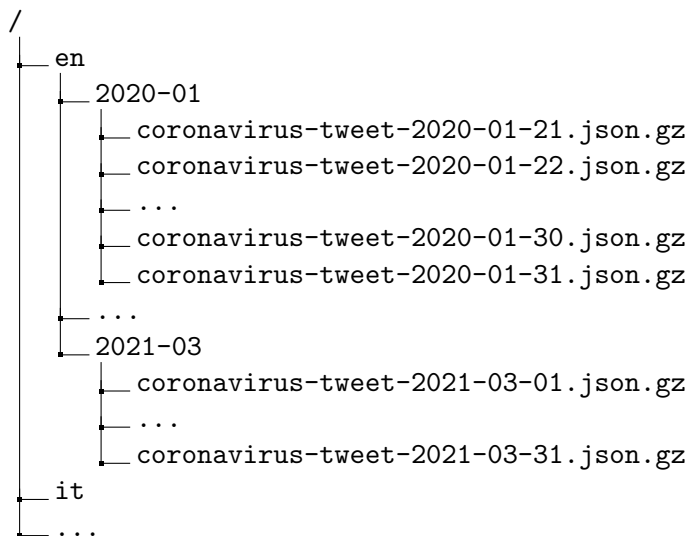 /
en
2020-01
coronavirus-tweet-2020-01-21.json.gz
coronavirus-tweet-2020-01-22.json.gz
...
coronavirus-tweet-2020-01-30.json.gz
coronavirus-tweet-2020-01-31.json.gz
...
2021-03
coronavirus-tweet-2021-03-01.json.gz
...
coronavirus-tweet-2021-03-31.json.gz
it
...